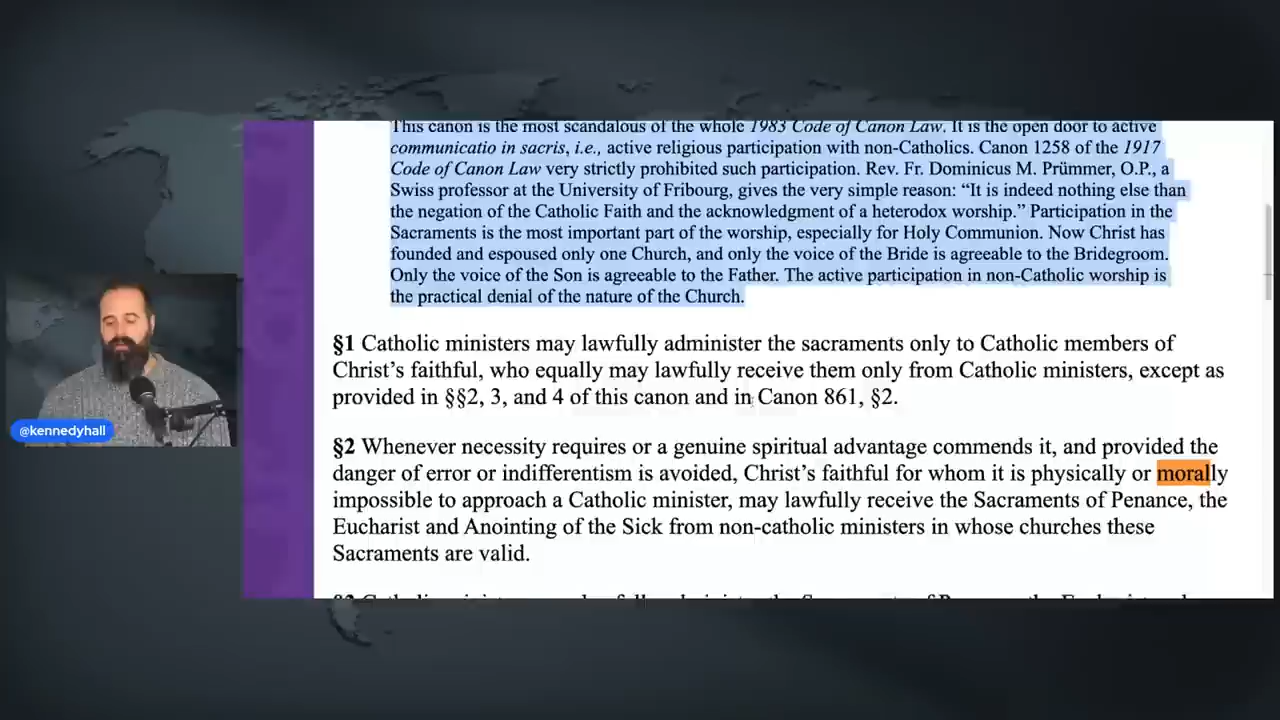 This canon is the most scandalous of the whole 1983 Code of Canon Law. It is the open door to active
communicatio in sacris, i.e., active religious participation with non-Catholics. Canon 1258 of the 1917
Code of Canon Law very strictly prohibited such participation. Rev. Fr. Dominicus M. Prümmer, O.P., a
Swiss professor at the University of Fribourg, gives the very simple reason: “It is indeed nothing else than
the negation of the Catholic Faith and the acknowledgment of a heterodox worship.” Participation in the
Sacraments is the most important part of the worship, especially for Holy Communion. Now Christ has
founded and espoused only one Church, and only the voice of the Bride is agreeable to the Bridegroom.
Only the voice of the Son is agreeable to the Father. The active participation in non-Catholic worship is
the practical denial of the nature of the Church.
§1 Catholic ministers may lawfully administer the sacraments only to Catholic members of
Christ’s faithful, who equally may lawfully receive them only from Catholic ministers, except as
provided in §§2, 3, and 4 of this canon and in Canon 861, §2.
§2 Whenever necessity requires or a genuine spiritual advantage commends it, and provided the
danger of error or indifferentism is avoided, Christ’s faithful for whom it is physically or morally
impossible to approach a Catholic minister, may lawfully receive the Sacraments of Penance, the
Eucharist and Anointing of the Sick from non-catholic ministers in whose churches these
Sacraments are valid.
@kennedyhall